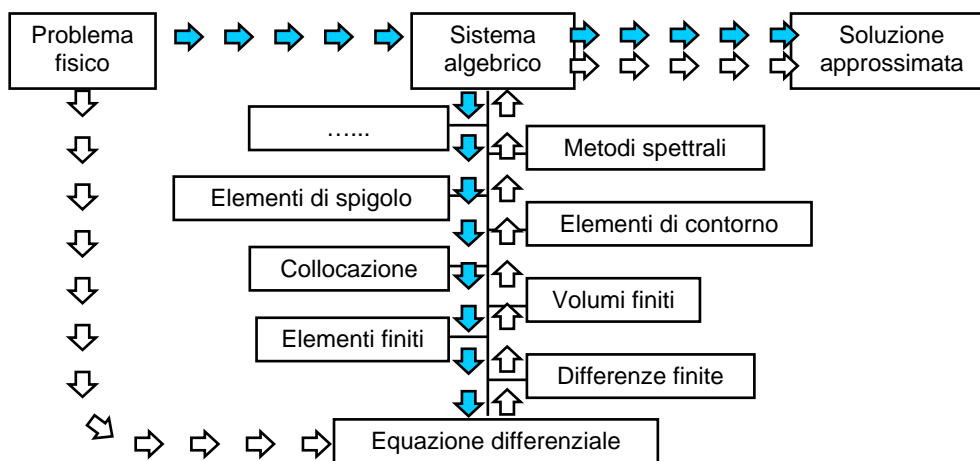 Problema
fisico
Sistema
algebrico
Soluzione
approssimata
…...
Metodi spettrali
Elementi di spigolo
Elementi di contorno
Collocazione
Volumi finiti
Elementi finiti
Differenze finite
Equazione differenziale